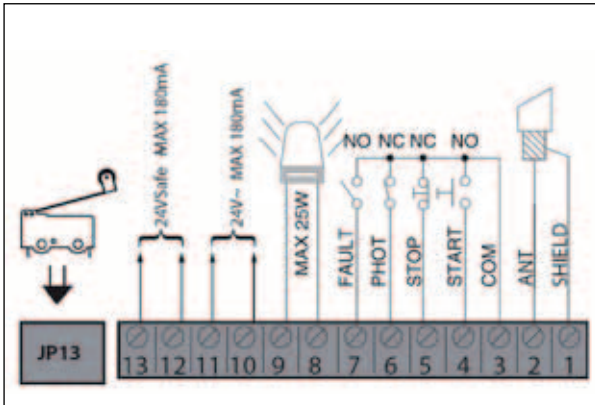 24VSafe MAX 180mA
24V~ MAX 180mA
MAX 25W
NO NC NC NO
FAULT
PHOT
STOP
START
COM
ANT
SHIELD
JP13
13 12 11 10 9 8 7 6 5 4 3 2 1